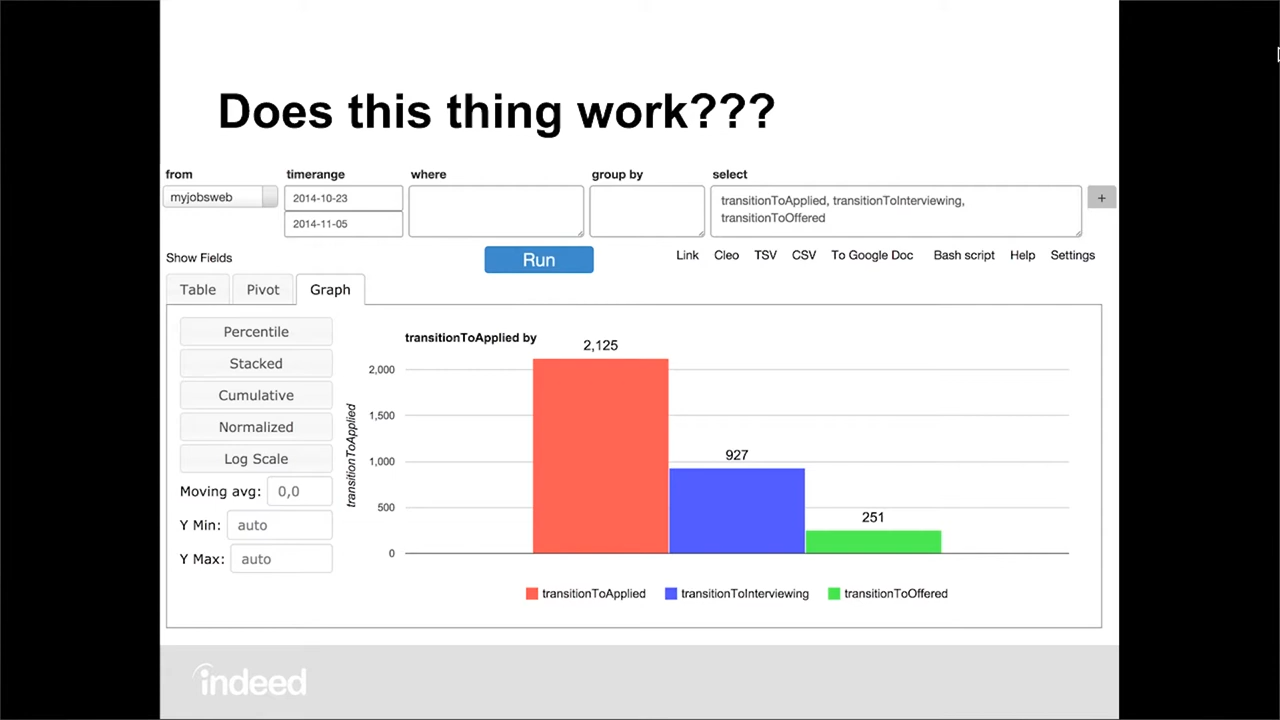 Does this thing work???
from timerange where group by select
myjobsweb 2014-10-23 transitionToApplied, transitionToInterviewing, +
2014-11-05 transitionToOffered
Show Fields Run Link Cleo TSV CSV To Google Doc Bash script Help Settings
Table Pivot Graph
Percentile
Stacked
Cumulative
Normalized
Log Scale
Moving avg: 0,0
Y Min: auto
Y Max: auto
transitionToApplied by
2,125
2,000
1,500
1,000
500
0
transitionToApplied
927
251
transitionToApplied transitionToInterviewing transitionToOffered
indeed